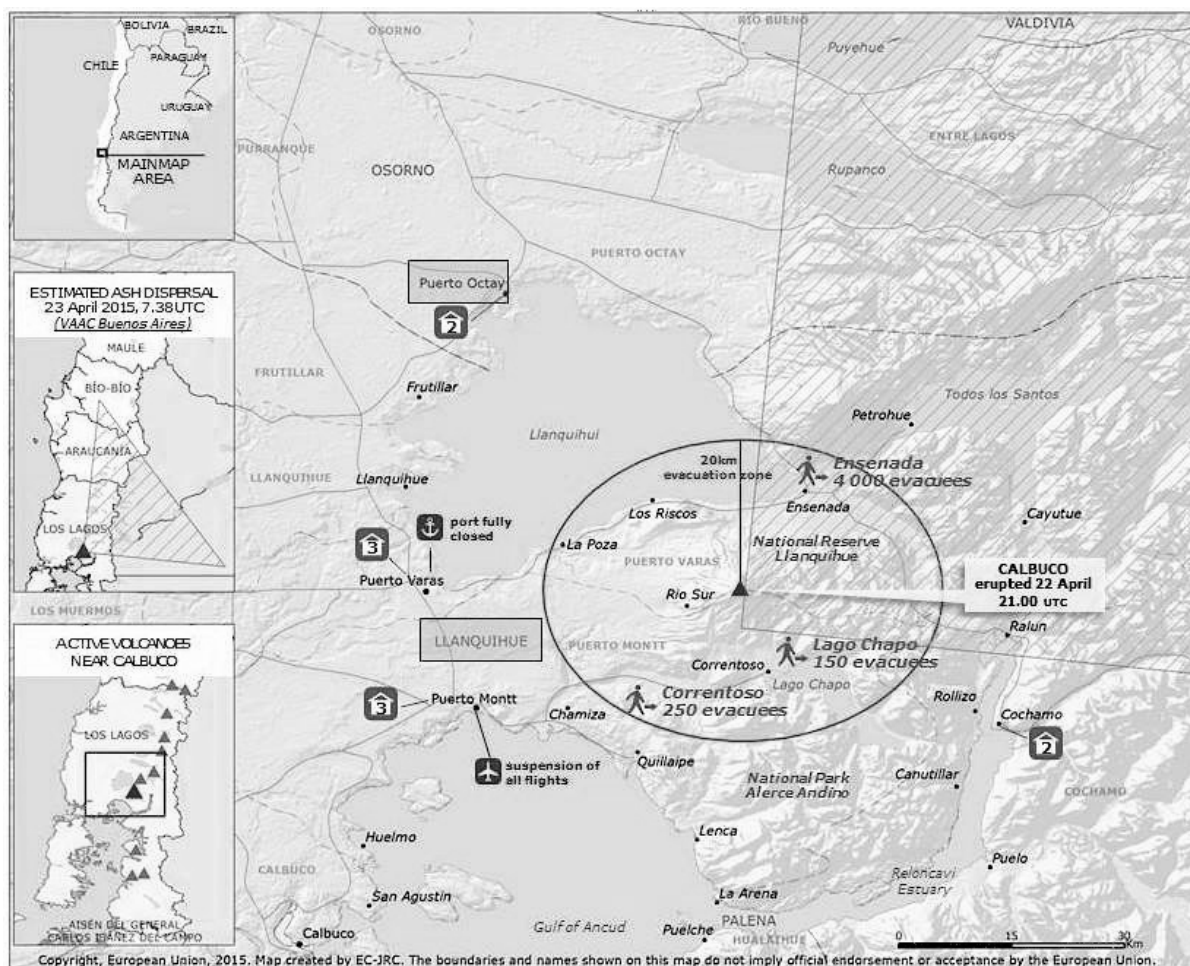 BOLIVIA
BRAZIL
CHILE
PARAGUAY
URUGUAY
ARGENTINA
MAINMAP
AREA
ESTIMATED ASH DISPERSAL
23 April 2015, 7.38 UTC
(VAAC Buenos Aires)
MAULE
BÍO-BÍO
ARAUCANÍA
LOS LAGOS
ACTIVE VOLCANOES
NEAR CALBUCO
LOS LAGOS
AISÉN DEL GENERAL
CARLOS IBÁÑEZ DEL CAMPO
OSORNO
RIO BUENO
VALDIVIA
Puyehue
ENTRE LAGOS
PURRANQUE
OSORNO
Rupanco
PUERTO OCTAY
Puerto Octay
2
FRUTILLAR
Frutillar
Todos los Santos
Petrohue
Llanquihui
20km
evacuation zone
Ensenada
4 000 evacuees
LLANQUIHUE
Llanquihue
Los Riscos
Ensenada
Cayutue
port fully
closed
National Reserve
Llanquihue
La Poza
3
PUERTO VARAS
CALBUCO
erupted 22 April
21.00 UTC
Puerto Varas
Rio Sur
LOS MUERMOS
LLANQUIHUE
PUERTO MONTT
Ralun
Lago Chapo
150 evacuees
Correntoso
Lago Chapo
Correntoso
250 evacuees
Rollizo
3
Puerto Montt
Chamiza
Cochamo
2
suspension of
all flights
Quillaipe
National Park
Alerce Andino
Canutillar
COCHAMO
Huelmo
Lenca
CALBUCO
Puelo
Reloncavi
Estuary
San Agustin
La Arena
PALENA
Gulf of Ancud
Calbuco
Puelche
HUALAIHUE
0 15 30
Km
Copyright, European Union, 2015. Map created by EC-JRC. The boundaries and names shown on this map do not imply official endorsement or acceptance by the European Union.